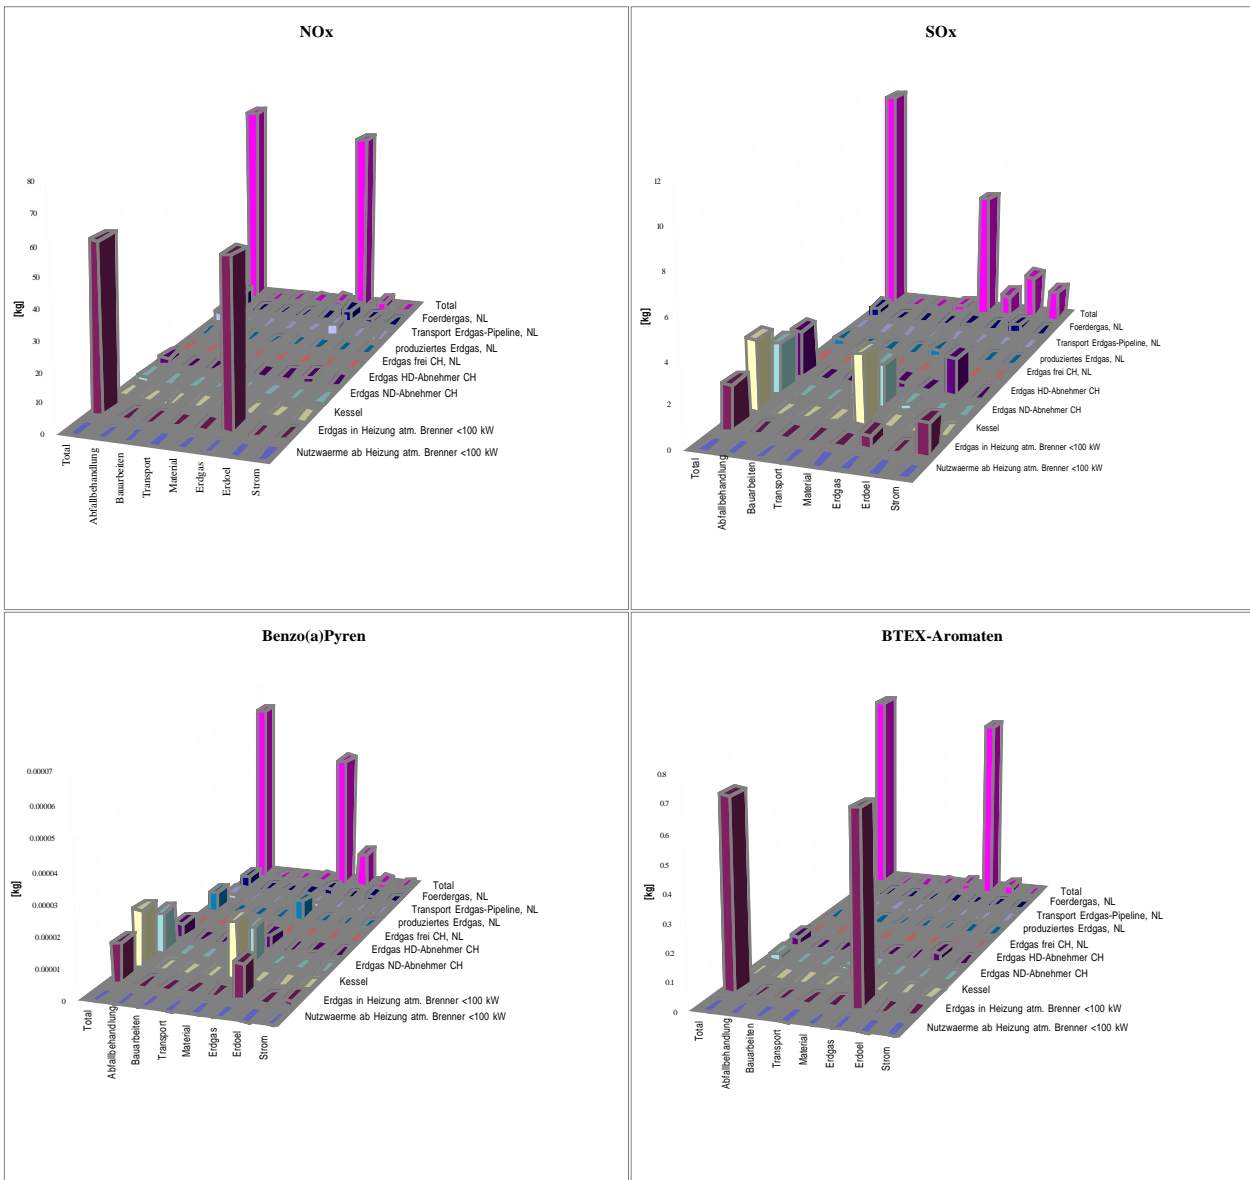 NOx
80
70
60
50
40
30
20
10
0
[kg]
Total
Abfallbehandlung
Bauarbeiten
Transport
Material
Erdgas
Erdoel
Strom
Total
Foerdergas, NL
Transport Erdgas-Pipeline, NL
produziertes Erdgas, NL
Erdgas frei CH, NL
Erdgas HD-Abnehmer CH
Erdgas ND-Abnehmer CH
Kessel
Erdgas in Heizung atm. Brenner <100 kW
Nutzwaerme ab Heizung atm. Brenner <100 kW
SOx
12
10
8
6
4
2
0
[kg]
Total
Abfallbehandlung
Bauarbeiten
Transport
Material
Erdgas
Erdoel
Strom
Total
Foerdergas, NL
Transport Erdgas-Pipeline, NL
produziertes Erdgas, NL
Erdgas frei CH, NL
Erdgas HD-Abnehmer CH
Erdgas ND-Abnehmer CH
Kessel
Erdgas in Heizung atm. Brenner <100 kW
Nutzwaerme ab Heizung atm. Brenner <100 kW
Benzo(a)Pyren
0.00007
0.00006
0.00005
0.00004
0.00003
0.00002
0.00001
0
[kg]
Total
Abfallbehandlung
Bauarbeiten
Transport
Material
Erdgas
Erdoel
Strom
Total
Foerdergas, NL
Transport Erdgas-Pipeline, NL
produziertes Erdgas, NL
Erdgas frei CH, NL
Erdgas HD-Abnehmer CH
Erdgas ND-Abnehmer CH
Kessel
Erdgas in Heizung atm. Brenner <100 kW
Nutzwaerme ab Heizung atm. Brenner <100 kW
BTEX-Aromaten
0.8
0.7
0.6
0.5
0.4
0.3
0.2
0.1
0
[kg]
Total
Abfallbehandlung
Bauarbeiten
Transport
Material
Erdgas
Erdoel
Strom
Total
Foerdergas, NL
Transport Erdgas-Pipeline, NL
produziertes Erdgas, NL
Erdgas frei CH, NL
Erdgas HD-Abnehmer CH
Erdgas ND-Abnehmer CH
Kessel
Erdgas in Heizung atm. Brenner <100 kW
Nutzwaerme ab Heizung atm. Brenner <100 kW